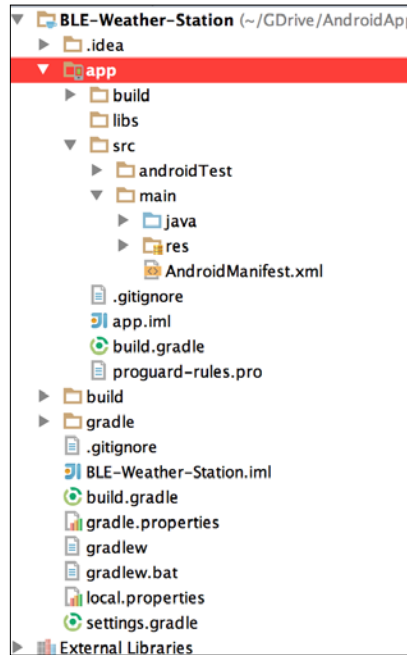 BLE-Weather-Station (~/GDrive/AndroidApp
.idea
app
build
libs
src
androidTest
main
java
res
AndroidManifest.xml
.gitignore
app.iml
build.gradle
proguard-rules.pro
build
gradle
.gitignore
BLE-Weather-Station.iml
build.gradle
gradle.properties
gradlew
gradlew.bat
local.properties
settings.gradle
External Libraries